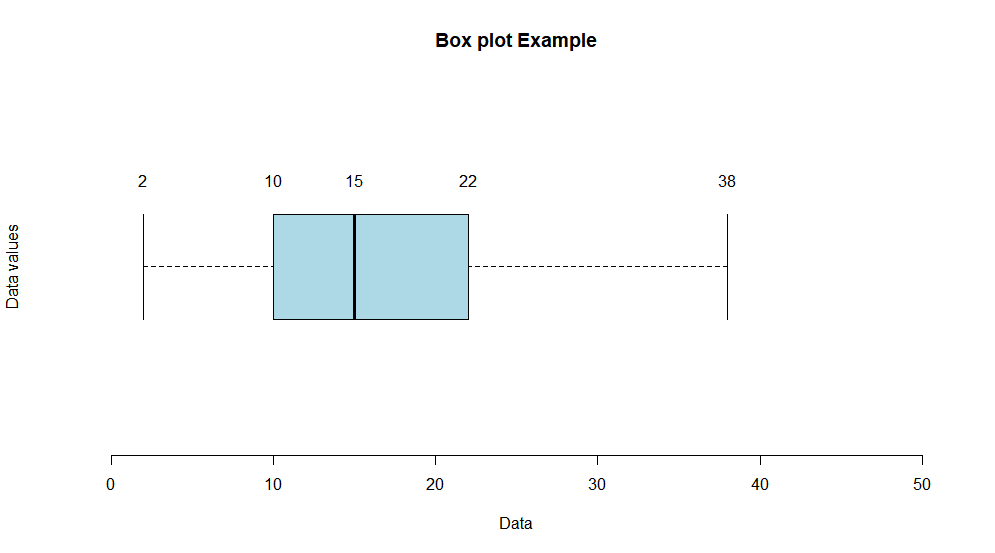 Box plot Example
2 10 15 22 38
Data values
0 10 20 30 40 50
Data